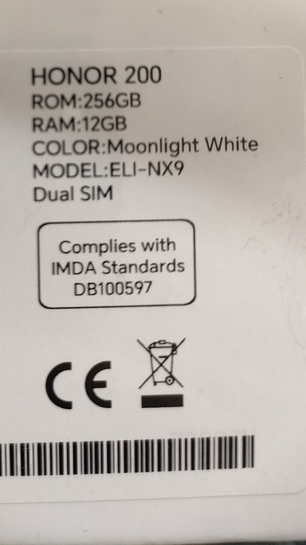 HONOR 200
ROM:256GB
RAM:12GB
COLOR:Moonlight White
MODEL:ELI-NX9
Dual SIM
Complies with
IMDA Standards
DB100597
CE